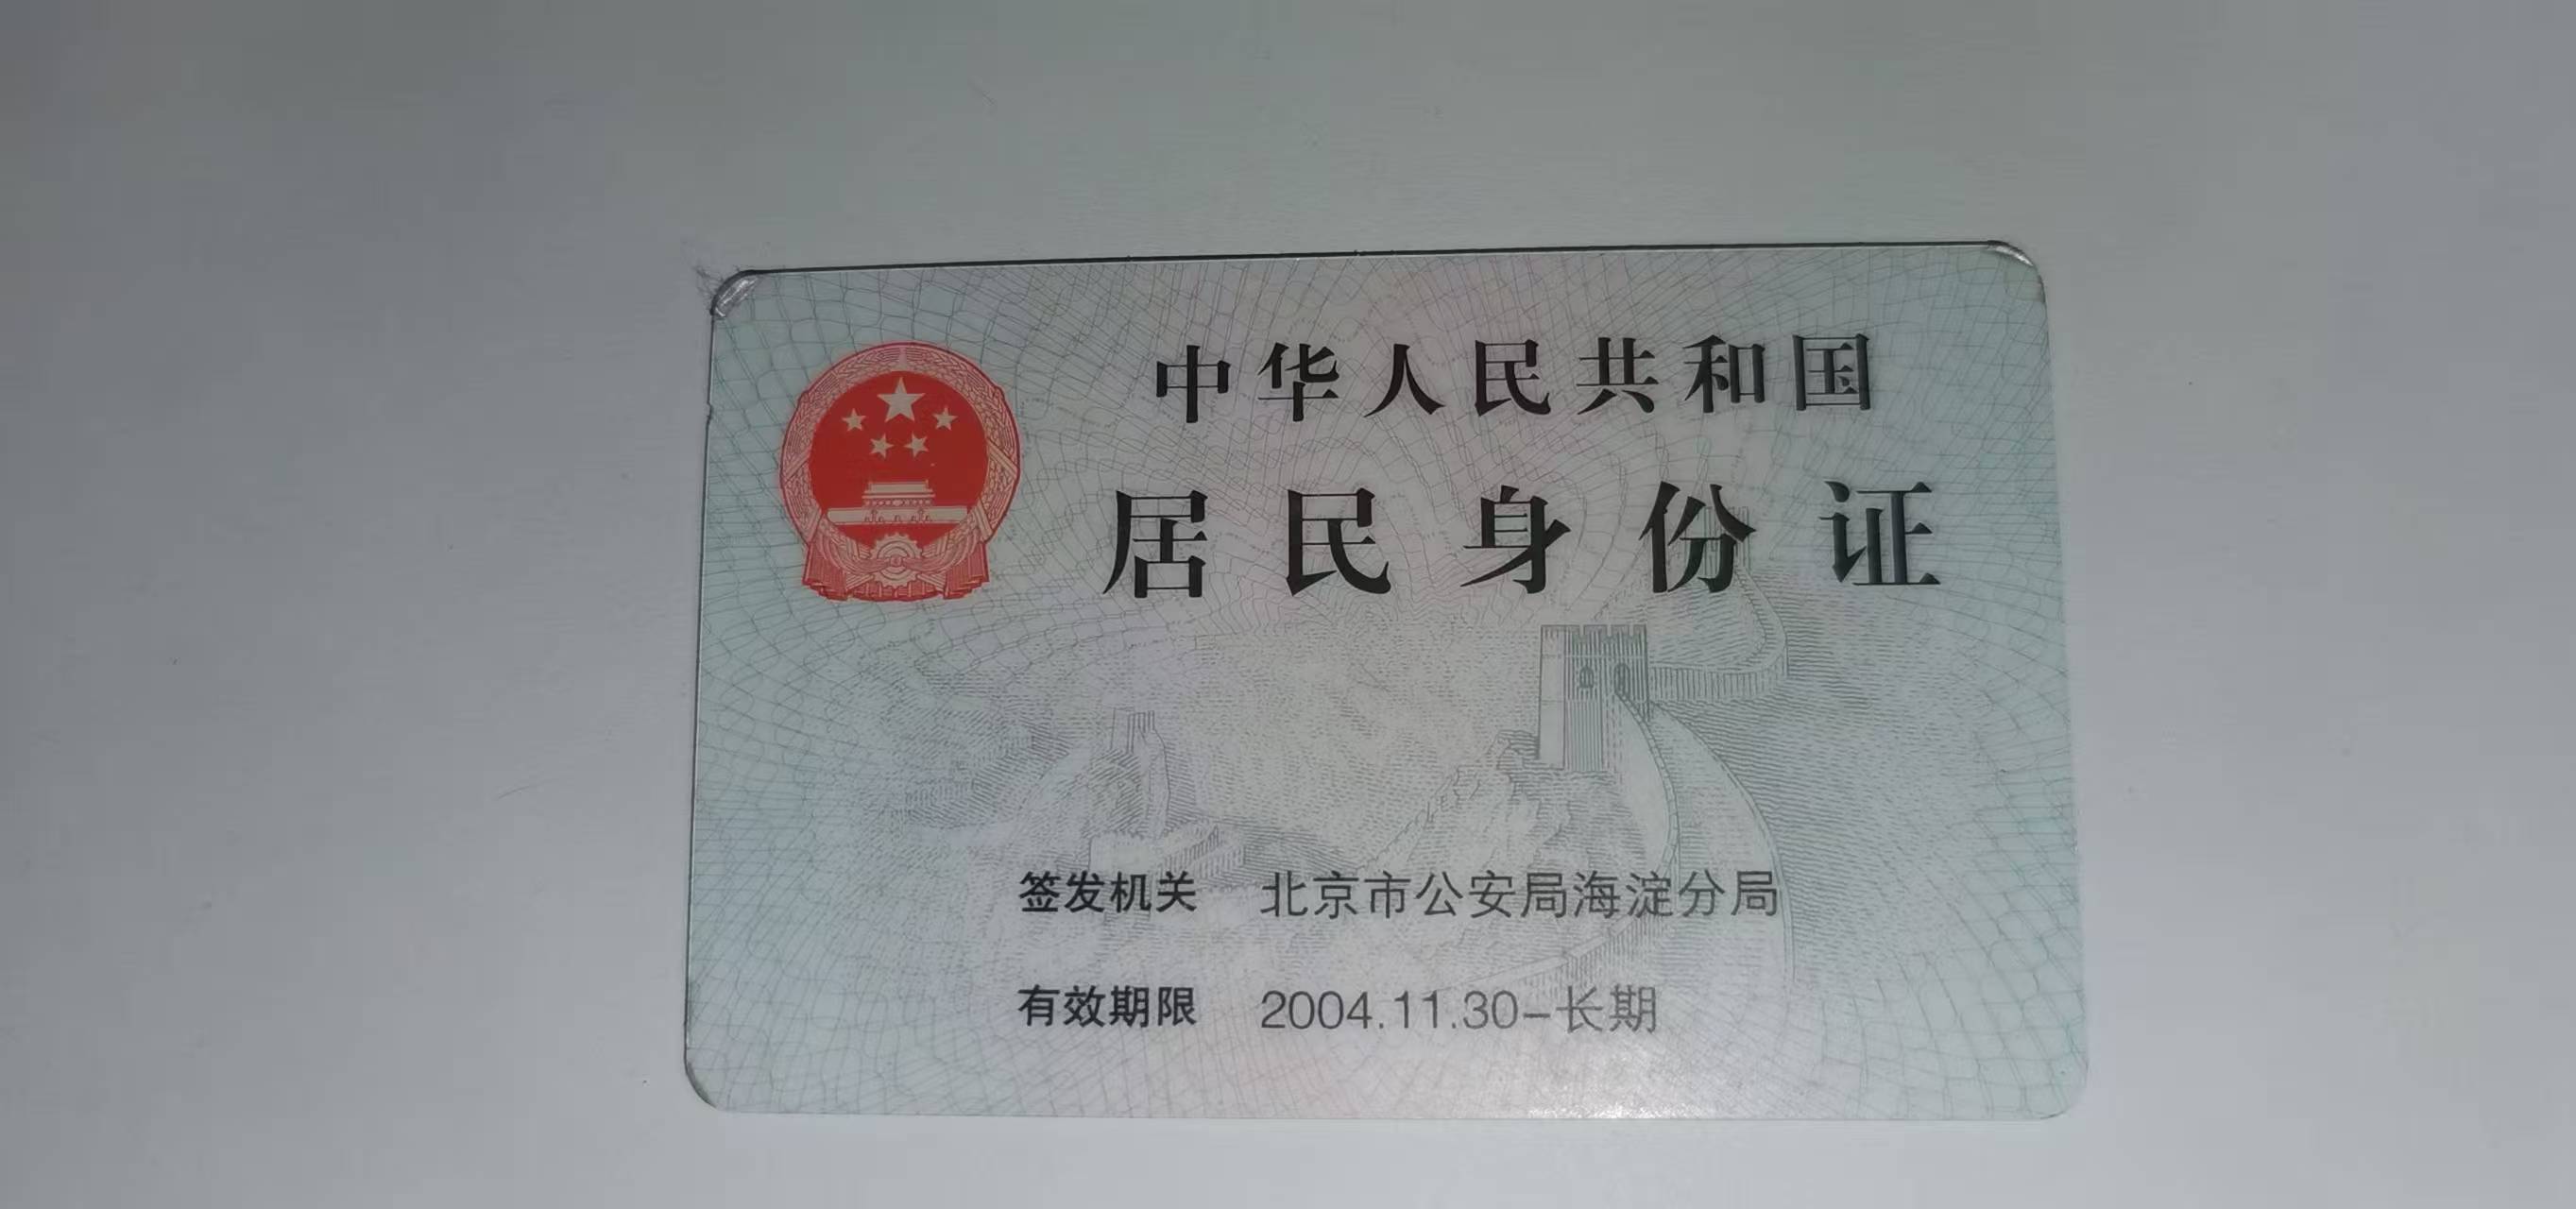 中华人民共和国
居民身份证
签发机关 北京市公安局海淀分局
有效期限 2004.11.30-长期